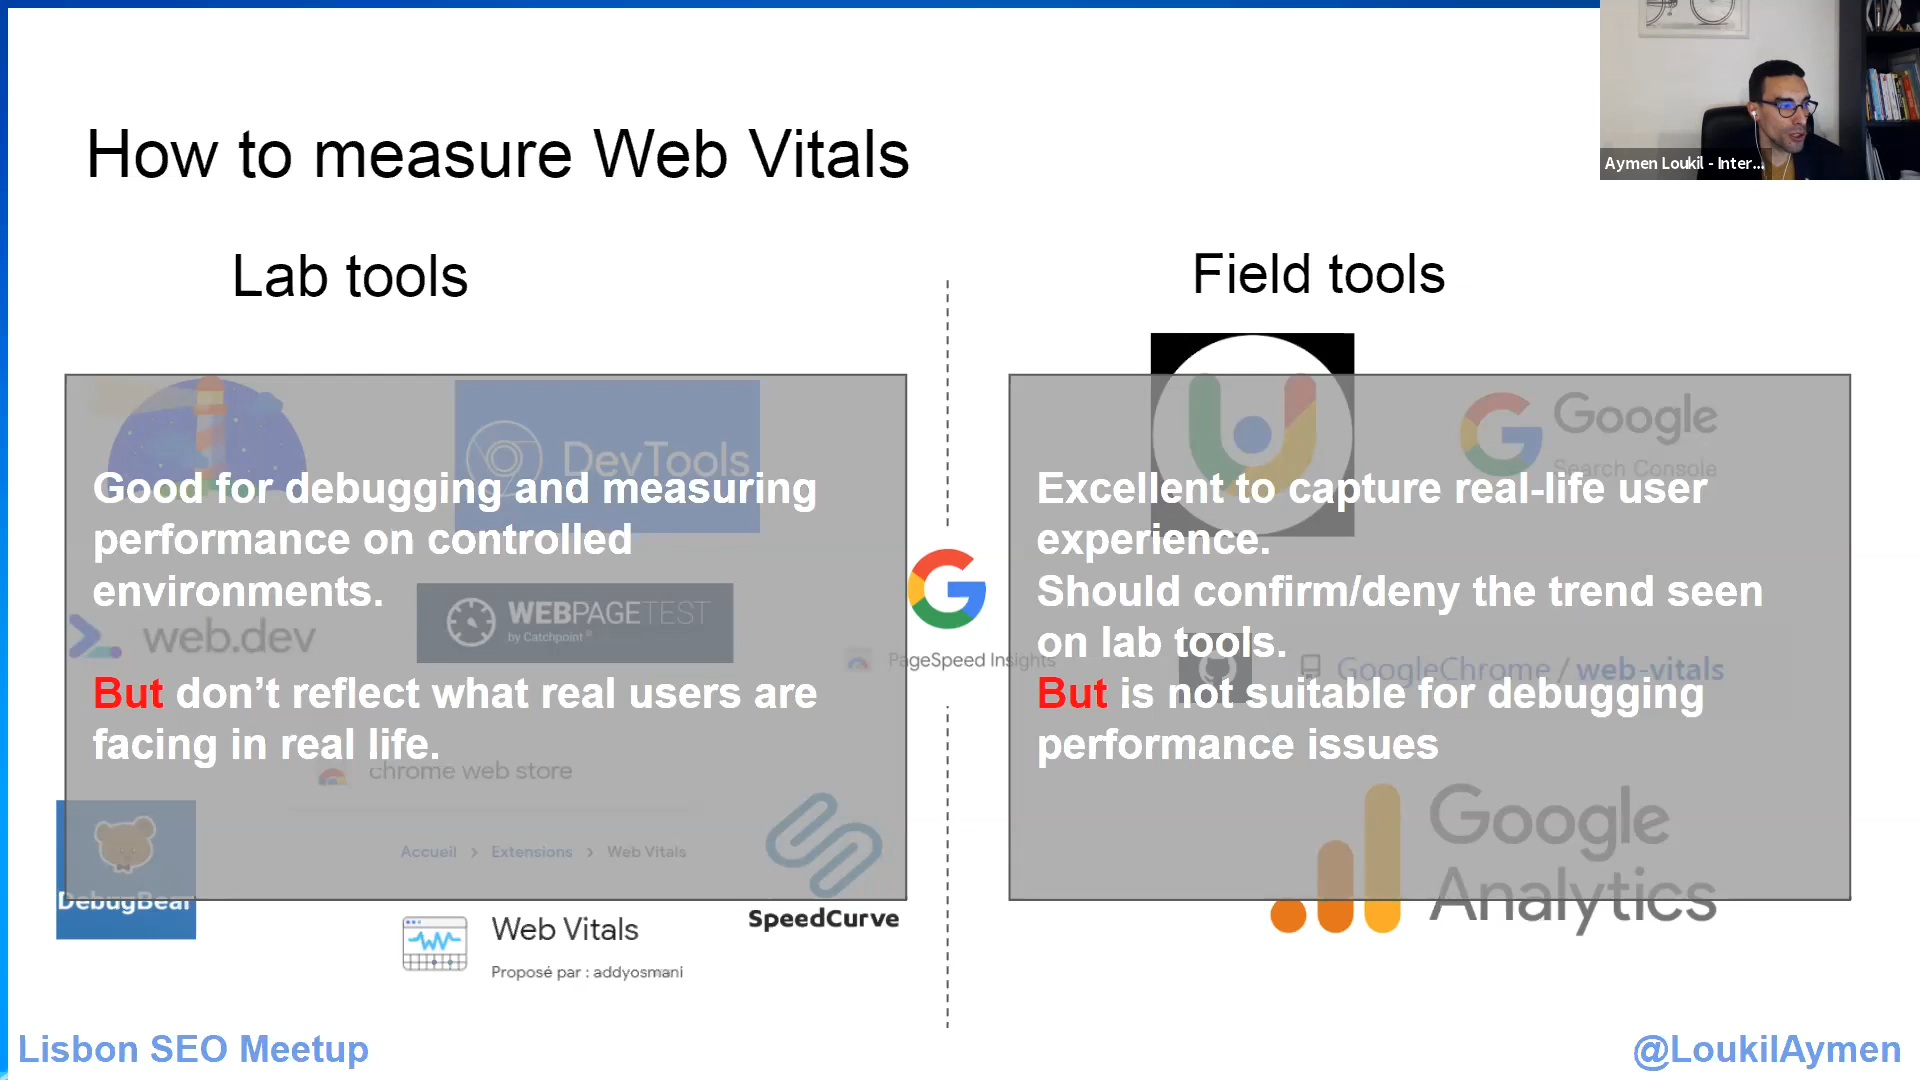 Aymen Loukil - Inter...
How to measure Web Vitals
Lab tools
DevTools
Good for debugging and measuring
performance on controlled
environments.
web.dev
WEBPAGETEST
by Catchpoint
But don’t reflect what real users are
facing in real life.
chrome web store
Accueil > Extensions > Web Vitals
DebugBear
SpeedCurve
Web Vitals
Proposé par : addyosmani
PageSpeed Insights
Field tools
Google
Search Console
Excellent to capture real-life user
experience.
Should confirm/deny the trend seen
on lab tools.
GoogleChrome / web-vitals
But is not suitable for debugging
performance issues
Google
Analytics
Lisbon SEO Meetup
@LoukilAymen